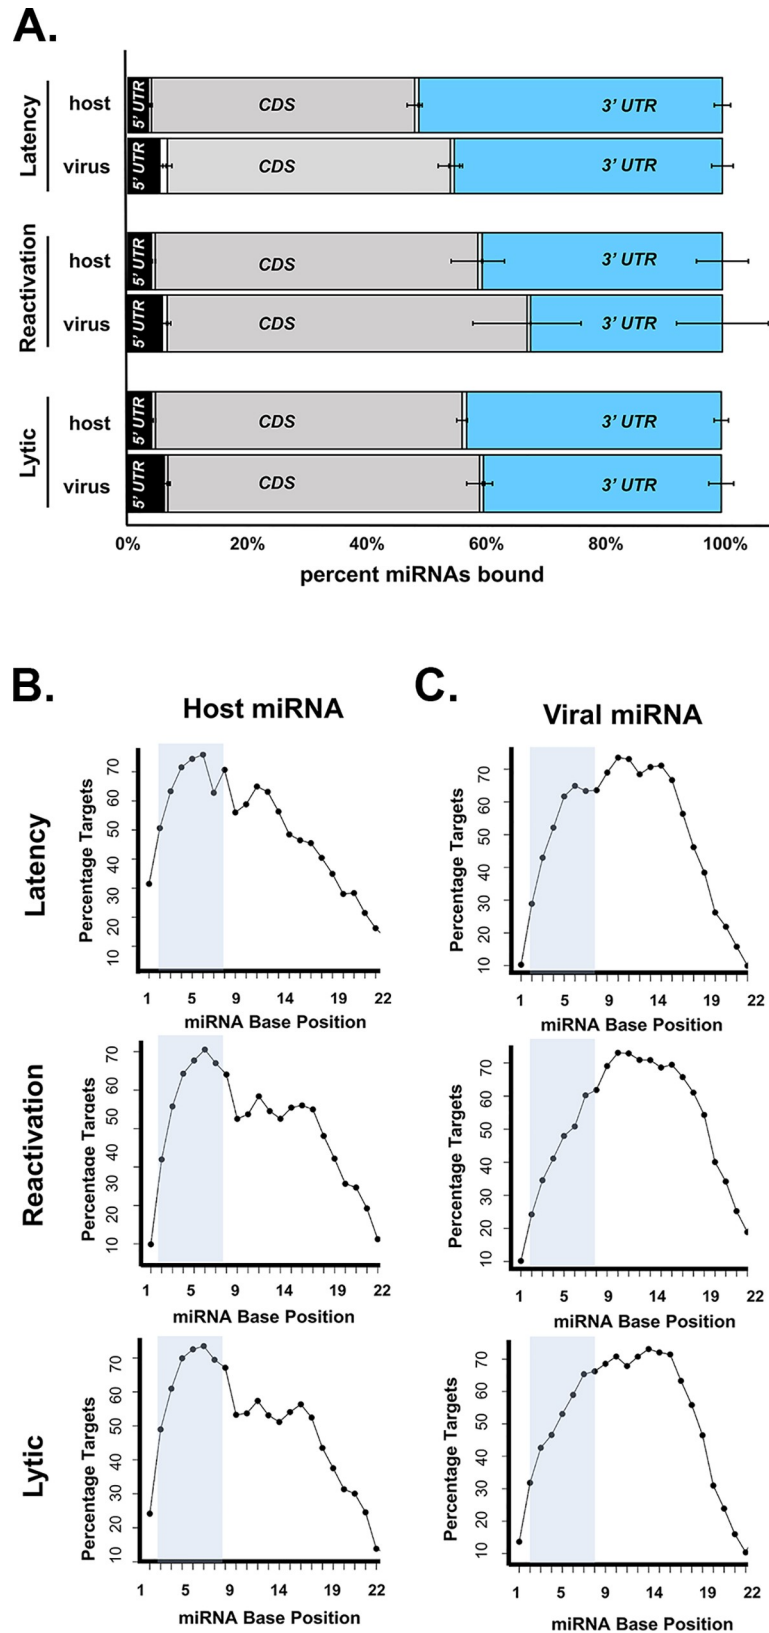 A.
Latency
host
5' UTR
CDS
3' UTR
virus
5' UTR
CDS
3' UTR
Reactivation
host
5' UTR
CDS
3' UTR
virus
5' UTR
CDS
3' UTR
Lytic
host
5' UTR
CDS
3' UTR
virus
5' UTR
CDS
3' UTR
0% 20% 40% 60% 80% 100%
percent miRNAs bound
B.
Host miRNA
C.
Viral miRNA
Latency
Percentage Targets
10 20 30 40 50 60 70
1 5 9 14 19 22
miRNA Base Position
Percentage Targets
10 20 30 40 50 60 70
1 5 9 14 19 22
miRNA Base Position
Reactivation
Percentage Targets
10 20 30 40 50 60 70
1 5 9 14 19 22
miRNA Base Position
Percentage Targets
10 20 30 40 50 60 70
1 5 9 14 19 22
miRNA Base Position
Lytic
Percentage Targets
10 20 30 40 50 60 70
1 5 9 14 19 22
miRNA Base Position
Percentage Targets
10 20 30 40 50 60 70
1 5 9 14 19 22
miRNA Base Position